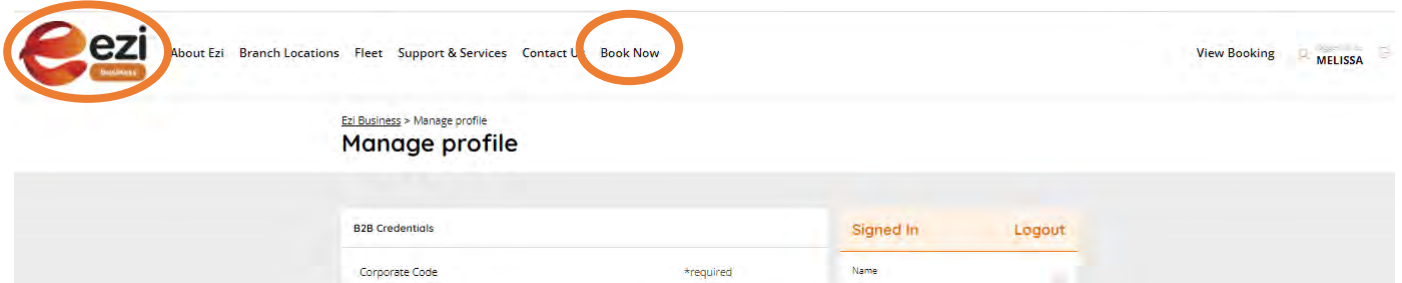 ezi
business
About Ezi Branch Locations Fleet Support & Services Contact Us Book Now View Booking
MELISSA
Ezi Business > Manage profile
Manage profile
B2B Credentials
Signed In Logout
Corporate Code *required
Name